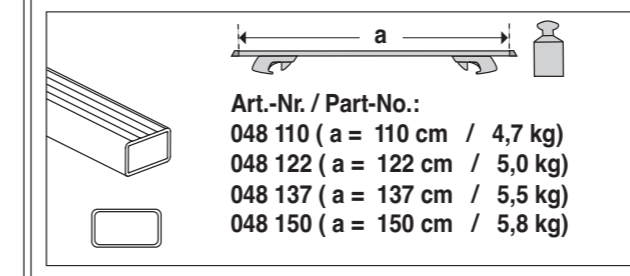 a
Art.-Nr. / Part-No.:
048 110 ( a = 110 cm / 4,7 kg)
048 122 ( a = 122 cm / 5,0 kg)
048 137 ( a = 137 cm / 5,5 kg)
048 150 ( a = 150 cm / 5,8 kg)